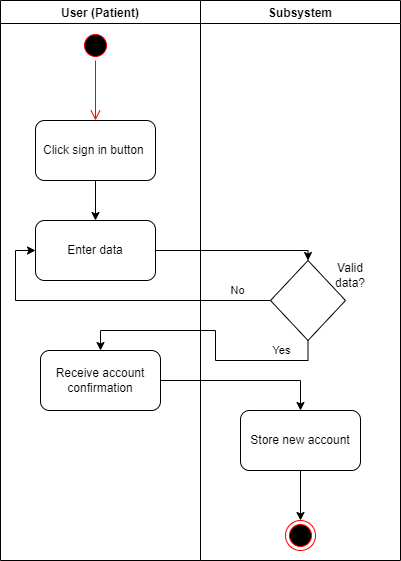 User (Patient)
Subsystem
Click sign in button
Enter data
Valid
data?
No
Yes
Receive account
confirmation
Store new account